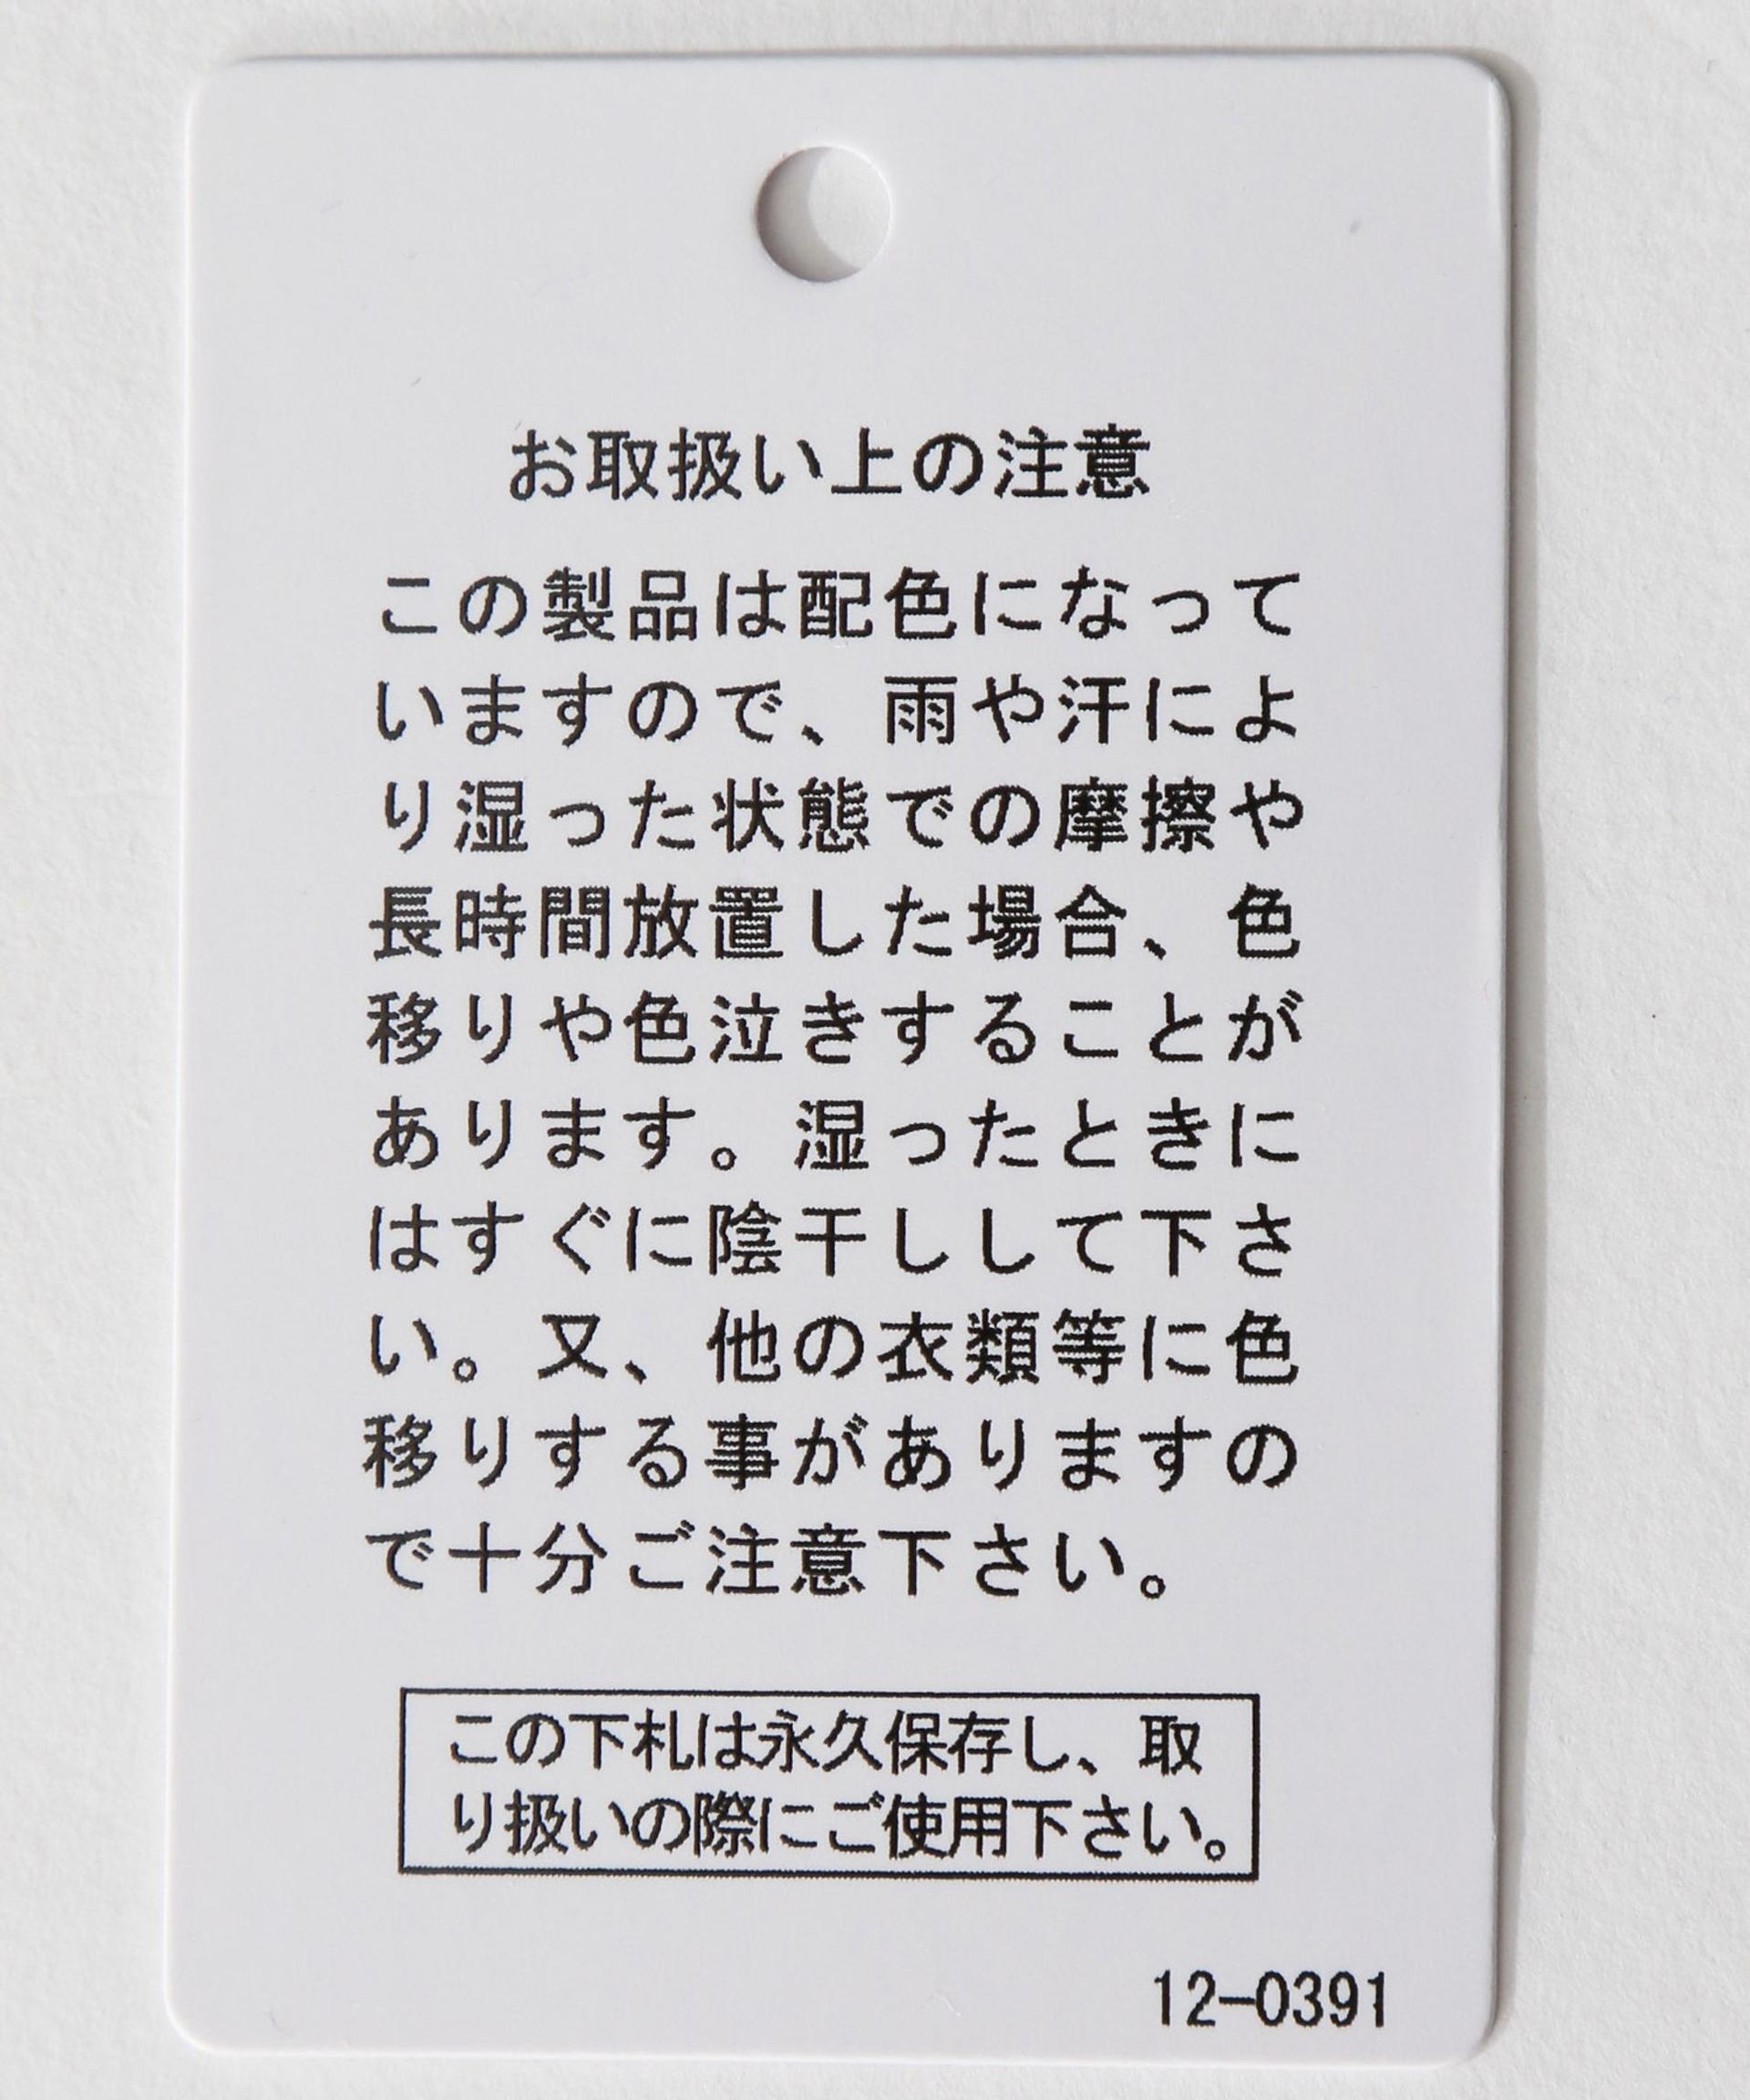 お取扱い上の注意
この製品は配色になって
いますので、雨や汗によ
り湿った状態での摩擦や
長時間放置した場合、色
移りや色泣きすることが
あります。湿ったときに
はすぐに陰干しして下さ
い。又、他の衣類等に色
移りする事がありますの
で十分ご注意下さい。
この下札は永久保存し、取
り扱いの際にご使用下さい。
12-0391